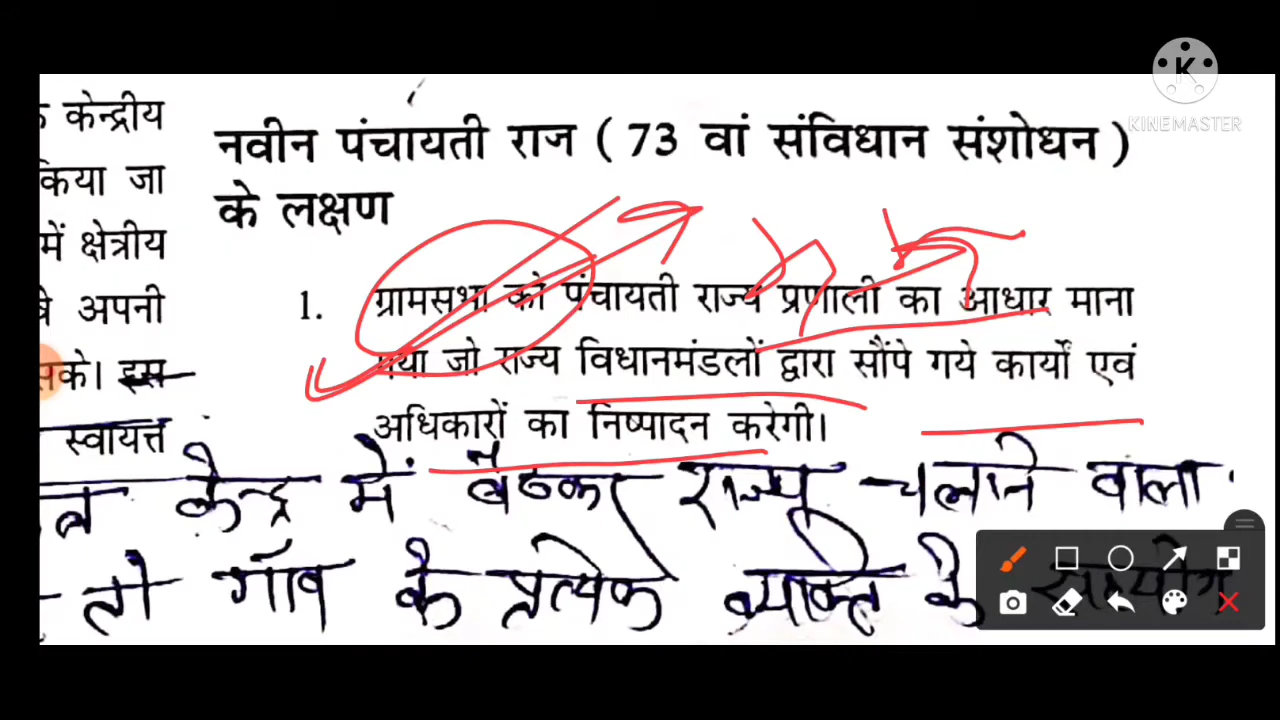 केन्द्रीय
किया जा
में क्षेत्रीय
अपनी
सके। इस
स्वायत्त
नवीन पंचायती राज ( 73 वां संविधान संशोधन )
के लक्षण
1. ग्रामसभा को पंचायती राज्य प्रणाली का आधार माना
गया जो राज्य विधानमंडलों द्वारा सौंपे गये कार्यों एवं
अधिकारों का निष्पादन करेगी।
केन्द्र में बैठकर राज्य चलाने वाला
तो गाँव के प्रत्येक व्यक्ति के सहयोग
KINEMASTER